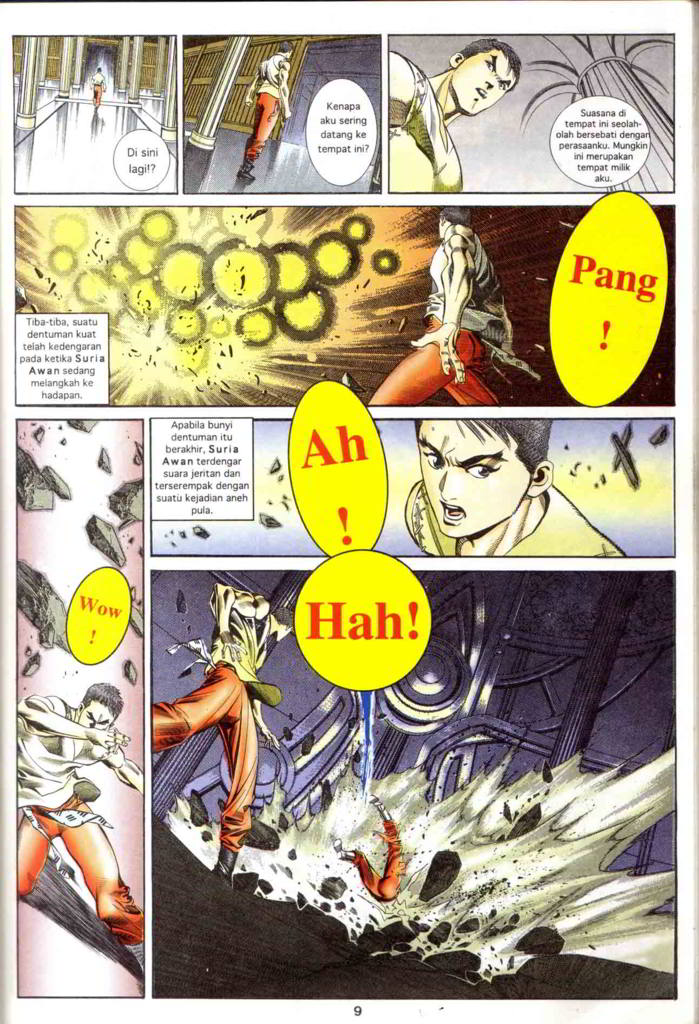 Di sini
lagi!?
Kenapa
aku sering
datang ke
tempat ini?
Suasana di
tempat ini seolah-
olah bersebati dengan
perasaanku. Mungkin
ini merupakan
tempat milik
aku.
Pang
!
Tiba-tiba, suatu
dentuman kuat
telah kedengaran
pada ketika Suria
Awan sedang
melangkah ke
hadapan.
Apabila bunyi
dentuman itu
berakhir, Suria
Awan terdengar
suara jeritan dan
terserempak dengan
suatu kejadian aneh
pula.
Ah
!
Wow
!
Hah!
9